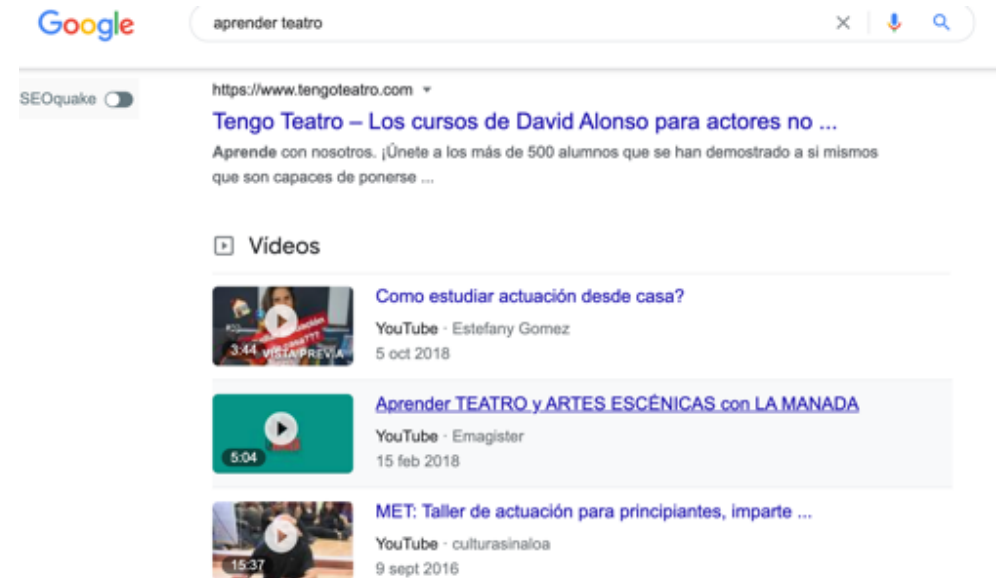 Google
aprender teatro
SEOquake
https://www.tengoteatro.com
Tengo Teatro – Los cursos de David Alonso para actores no ...
Aprende con nosotros. ¡Únete a los más de 500 alumnos que se han demostrado a si mismos
que son capaces de ponerse ...
Vídeos
Como estudiar actuación desde casa?
YouTube · Estefany Gomez
3:44 VISTA PREVIA
5 oct 2018
Aprender TEATRO y ARTES ESCÉNICAS con LA MANADA
YouTube · Emagister
5:04
15 feb 2018
MET: Taller de actuación para principiantes, imparte ...
YouTube · culturasinaloa
15:37
9 sept 2016